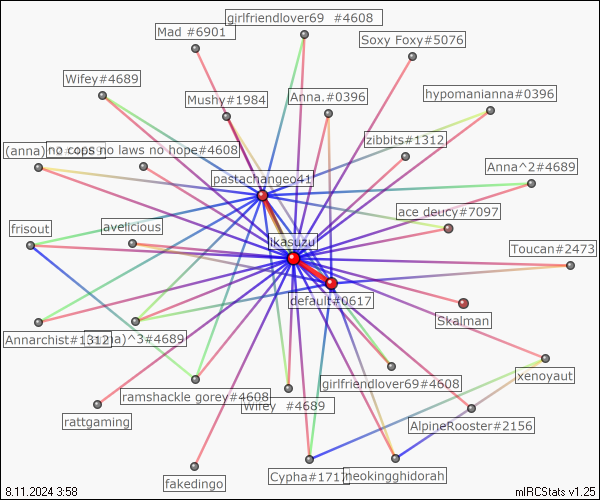 girlfriendlover69 #4608
Mad #6901
Soxy Foxy#5076
Wifey#4689
hypomanianna#0396
Mushy#1984
Anna.#0396
zibbits#1312
(anna)
no cops no laws no hope#4608
Anna^2#4689
pastachangeo41
ace deucy#7097
frisout
avelicious
ikasuzu
Toucan#2473
default#0617
Skalman
Annarchist#1312
na)^3#4689
girlfriendlover69#4608
xenoyaut
ramshackle gorey#4608
Wifey #4689
rattgaming
AlpineRooster#2156
fakedingo
Cypha#1717
neokingghidorah
8.11.2024 3:58
mIRCStats v1.25